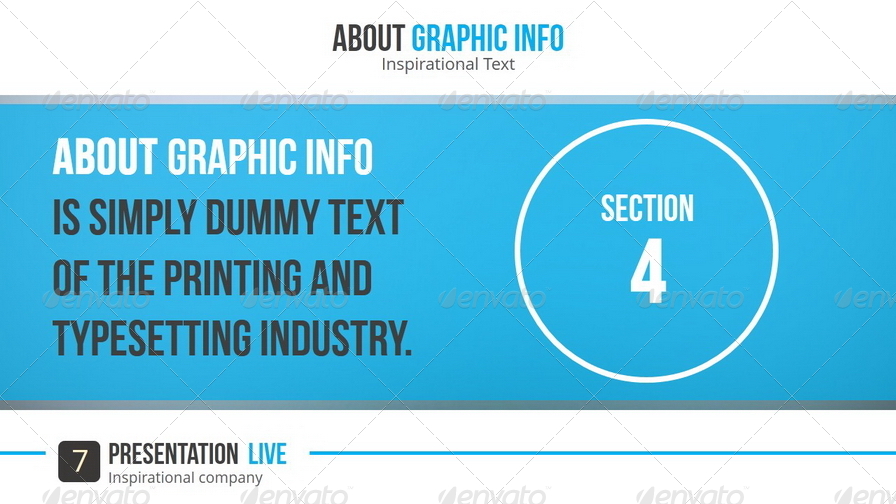 ABOUT GRAPHIC INFO
Inspirational Text
ABOUT GRAPHIC INFO
IS SIMPLY DUMMY TEXT
OF THE PRINTING AND
TYPESETTING INDUSTRY.
SECTION
4
7
PRESENTATION LIVE
Inspirational company
envato